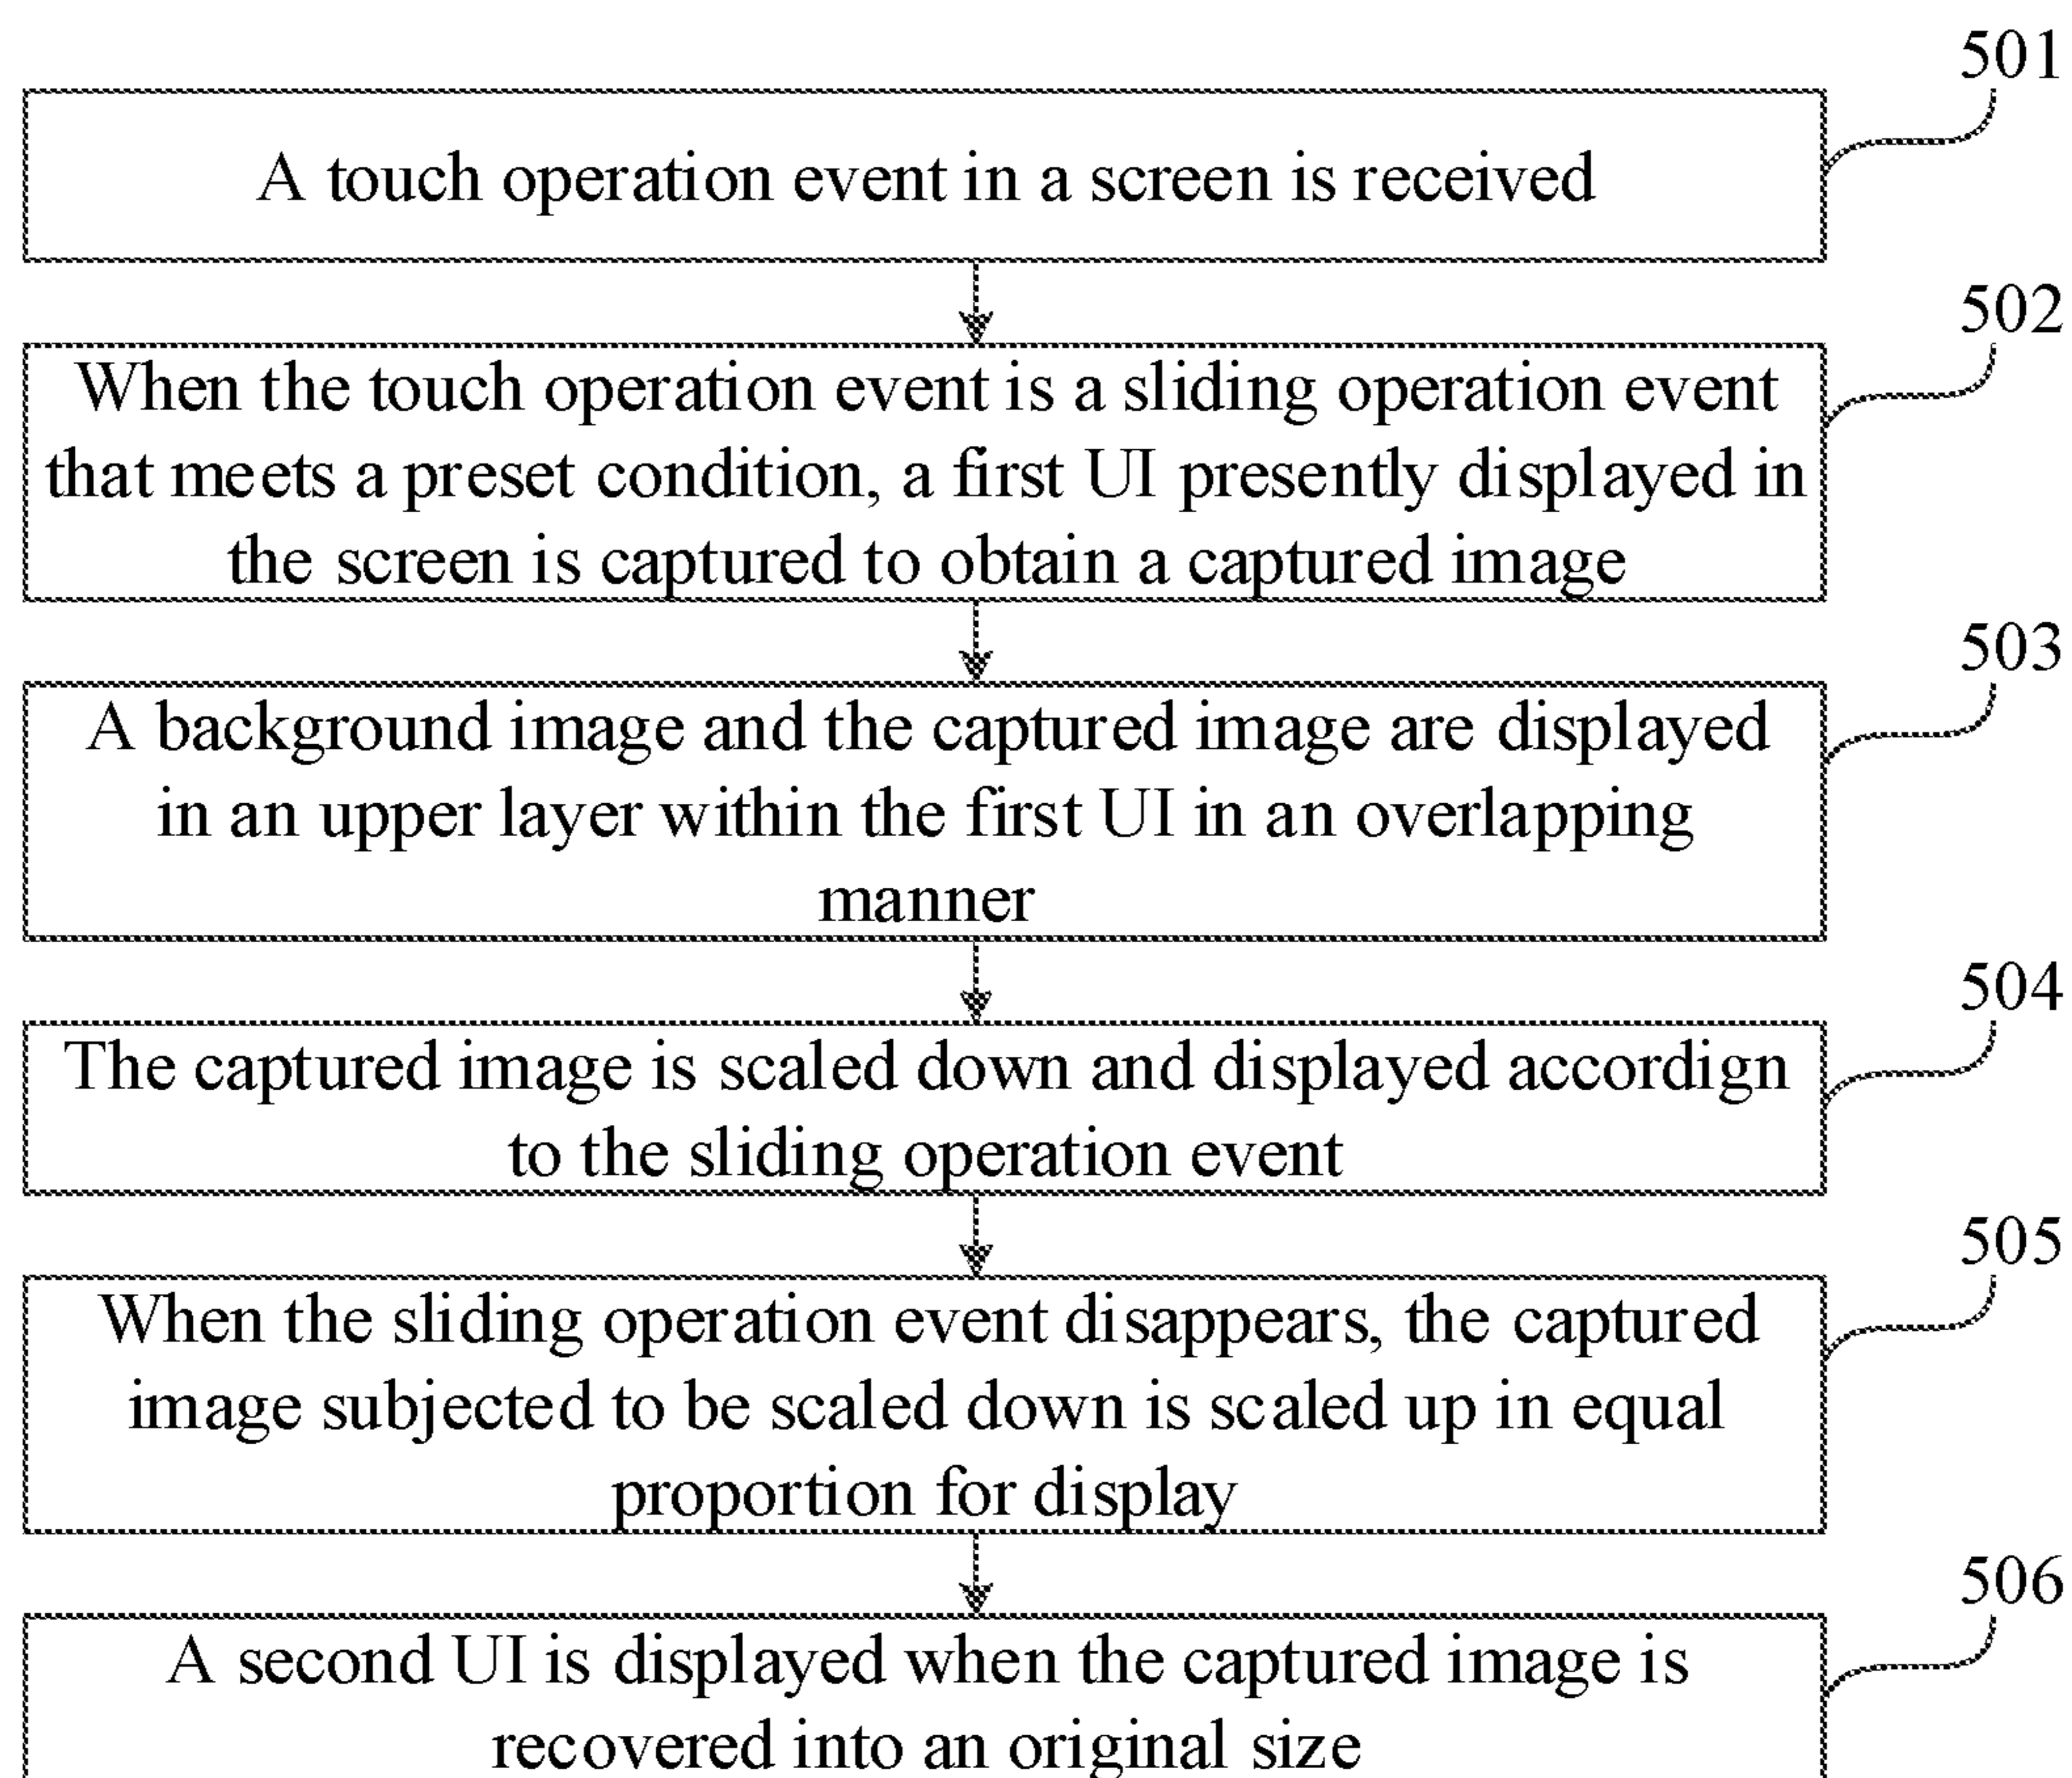 501
A touch operation event in a screen is received
502
When the touch operation event is a sliding operation event
that meets a preset condition, a first UI presently displayed in
the screen is captured to obtain a captured image
503
A background image and the captured image are displayed
in an upper layer within the first UI in an overlapping
manner
504
The captured image is scaled down and displayed accordign
to the sliding operation event
505
When the sliding operation event disappears, the captured
image subjected to be scaled down is scaled up in equal
proportion for display
506
A second UI is displayed when the captured image is
recovered into an original size